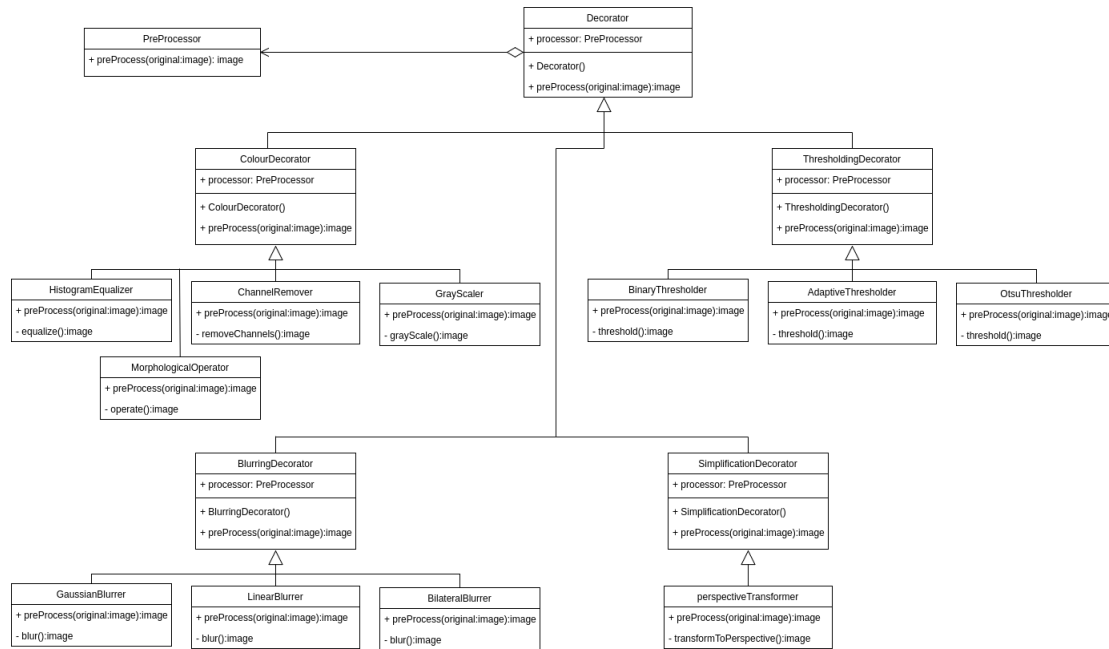 Decorator
+ processor: PreProcessor
+ Decorator()
+ preProcess(original:image):image
PreProcessor
+ preProcess(original:image): image
ColourDecorator
+ processor: PreProcessor
+ ColourDecorator()
+ preProcess(original:image):image
ThresholdingDecorator
+ processor: PreProcessor
+ ThresholdingDecorator()
+ preProcess(original:image):image
HistogramEqualizer
+ preProcess(original:image):image
- equalize():image
ChannelRemover
+ preProcess(original:image):image
- removeChannels():image
GrayScaler
+ preProcess(original:image):image
- grayScale():image
BinaryThresholder
+ preProcess(original:image):image
- threshold():image
AdaptiveThresholder
+ preProcess(original:image):image
- threshold():image
OtsuThresholder
+ preProcess(original:image):image
- threshold():image
MorphologicalOperator
+ preProcess(original:image):image
- operate():image
BlurringDecorator
+ processor: PreProcessor
+ BlurringDecorator()
+ preProcess(original:image):image
SimplificationDecorator
+ processor: PreProcessor
+ SimplificationDecorator()
+ preProcess(original:image):image
GaussianBlurrer
+ preProcess(original:image):image
- blur():image
LinearBlurrer
+ preProcess(original:image):image
- blur():image
BilateralBlurrer
+ preProcess(original:image):image
- blur():image
perspectiveTransformer
+ preProcess(original:image):image
- transformToPerspective():image